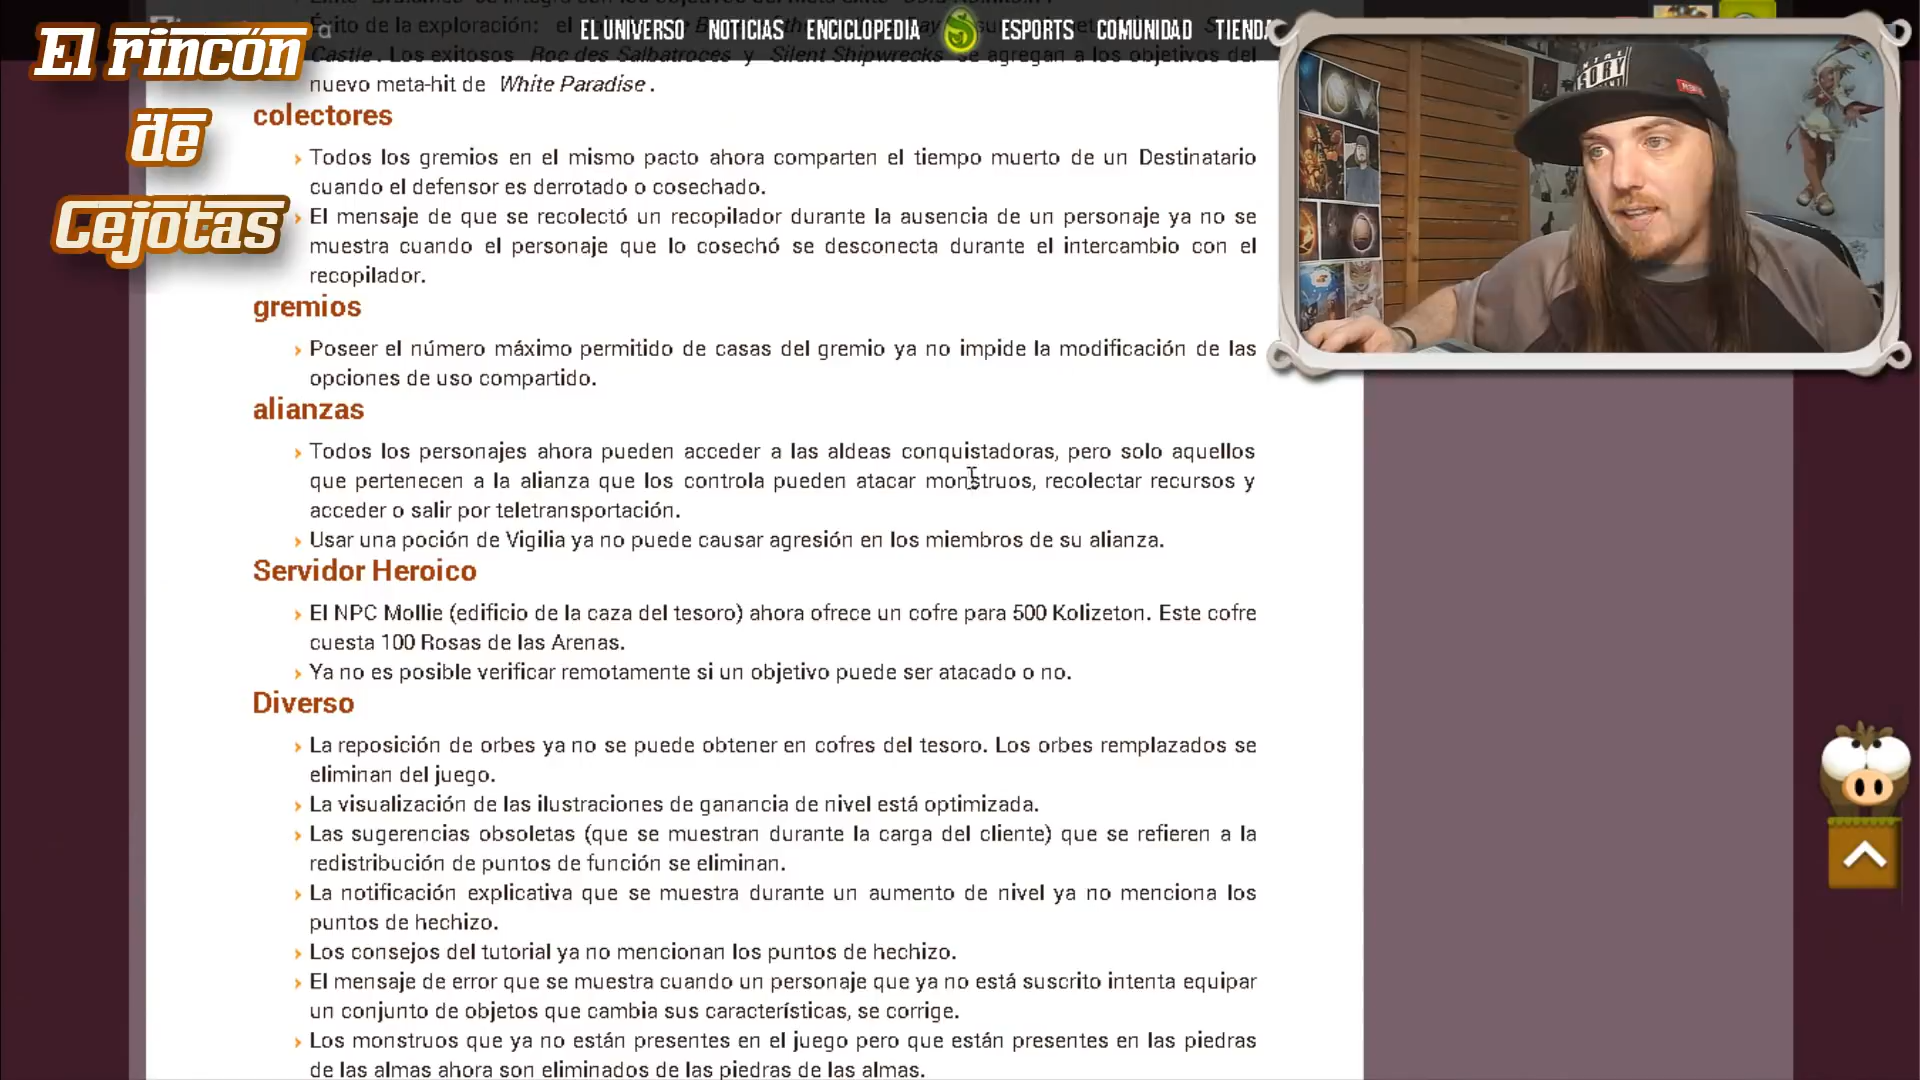 El rincón
de
Cejotas
EL UNIVERSO NOTICIAS ENCICLOPEDIA ESPORTS COMUNIDAD TIENDA
Éxito de la exploración: el
Castle. Los exitosos Roc des Salbatroces y Silent Shipwrecks se agregan a los objetivos del
nuevo meta-hit de White Paradise .
colectores
Todos los gremios en el mismo pacto ahora comparten el tiempo muerto de un Destinatario
cuando el defensor es derrotado o cosechado.
El mensaje de que se recolectó un recopilador durante la ausencia de un personaje ya no se
muestra cuando el personaje que lo cosechó se desconecta durante el intercambio con el
recopilador.
gremios
Poseer el número máximo permitido de casas del gremio ya no impide la modificación de las
opciones de uso compartido.
alianzas
Todos los personajes ahora pueden acceder a las aldeas conquistadoras, pero solo aquellos
que pertenecen a la alianza que los controla pueden atacar monstruos, recolectar recursos y
acceder o salir por teletransportación.
Usar una poción de Vigilia ya no puede causar agresión en los miembros de su alianza.
Servidor Heroico
El NPC Mollie (edificio de la caza del tesoro) ahora ofrece un cofre para 500 Kolizeton. Este cofre
cuesta 100 Rosas de las Arenas.
Ya no es posible verificar remotamente si un objetivo puede ser atacado o no.
Diverso
La reposición de orbes ya no se puede obtener en cofres del tesoro. Los orbes remplazados se
eliminan del juego.
La visualización de las ilustraciones de ganancia de nivel está optimizada.
Las sugerencias obsoletas (que se muestran durante la carga del cliente) que se refieren a la
redistribución de puntos de función se eliminan.
La notificación explicativa que se muestra durante un aumento de nivel ya no menciona los
puntos de hechizo.
Los consejos del tutorial ya no mencionan los puntos de hechizo.
El mensaje de error que se muestra cuando un personaje que ya no está suscrito intenta equipar
un conjunto de objetos que cambia sus características, se corrige.
Los monstruos que ya no están presentes en el juego pero que están presentes en las piedras
de las almas ahora son eliminados de las piedras de las almas.